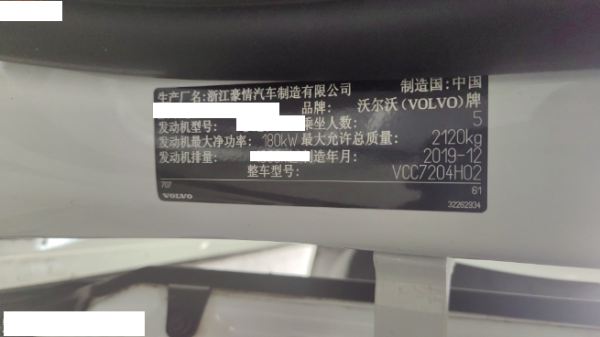 生产厂名:浙江豪情汽车制造有限公司 制造国:中国
品牌: 沃尔沃(VOLVO)牌
发动机型号: 乘坐人数: 5
发动机最大净功率: 180kW 最大允许总质量: 2120kg
发动机排量: 制造年月: 2019-12
整车型号: VCC7204H02
707 61
VOLVO 32262934